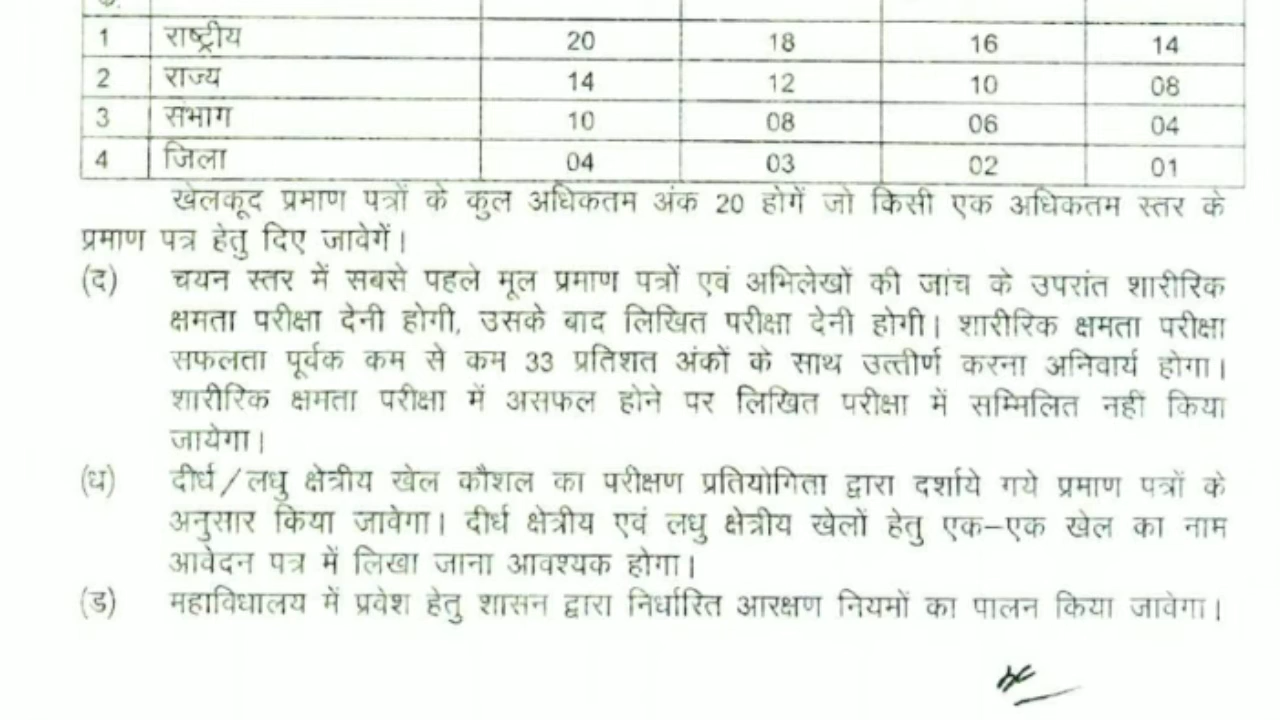 क्र.
1 राष्ट्रीय 20 18 16 14
2 राज्य 14 12 10 08
3 संभाग 10 08 06 04
4 जिला 04 03 02 01
खेलकूद प्रमाण पत्रों के कुल अधिकतम अंक 20 होगें जो किसी एक अधिकतम स्तर के
प्रमाण पत्र हेतु दिए जावेगें।
(द) चयन स्तर में सबसे पहले मूल प्रमाण पत्रों एवं अभिलेखों की जांच के उपरांत शारीरिक
क्षमता परीक्षा देनी होगी, उसके बाद लिखित परीक्षा देनी होगी। शारीरिक क्षमता परीक्षा
सफलता पूर्वक कम से कम 33 प्रतिशत अंकों के साथ उत्तीर्ण करना अनिवार्य होगा।
शारीरिक क्षमता परीक्षा में असफल होने पर लिखित परीक्षा में सम्मिलित नहीं किया
जायेगा।
(ध) दीर्ध/लधु क्षेत्रीय खेल कौशल का परीक्षण प्रतियोगिता द्वारा दर्शाये गये प्रमाण पत्रों के
अनुसार किया जावेगा। दीर्ध क्षेत्रीय एवं लधु क्षेत्रीय खेलों हेतु एक–एक खेल का नाम
आवेदन पत्र में लिखा जाना आवश्यक होगा।
(ड) महाविधालय में प्रवेश हेतु शासन द्वारा निर्धारित आरक्षण नियमों का पालन किया जावेगा।